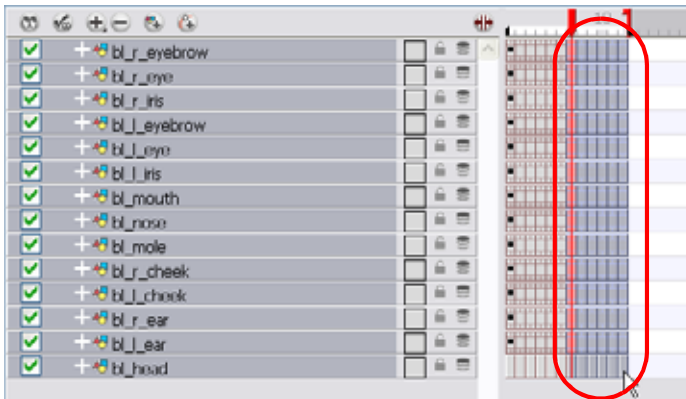 bl_r_eyebrow
bl_r_eye
bl_r_iris
bl_l_eyebrow
bl_l_eye
bl_l_iris
bl_mouth
bl_nose
bl_mole
bl_r_cheek
bl_l_cheek
bl_r_ear
bl_l_ear
bl_head